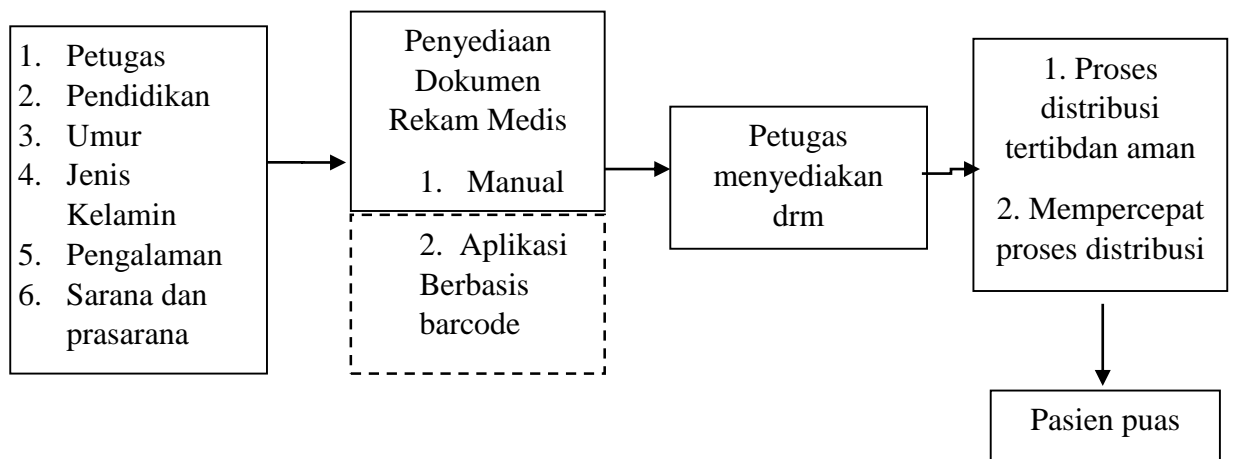 1. Petugas
2. Pendidikan
3. Umur
4. Jenis
Kelamin
5. Pengalaman
6. Sarana dan
prasarana
Penyediaan
Dokumen
Rekam Medis
1. Manual
2. Aplikasi
Berbasis
barcode
Petugas
menyediakan
drm
1. Proses
distribusi
tertibdan aman
2. Mempercepat
proses distribusi
Pasien puas